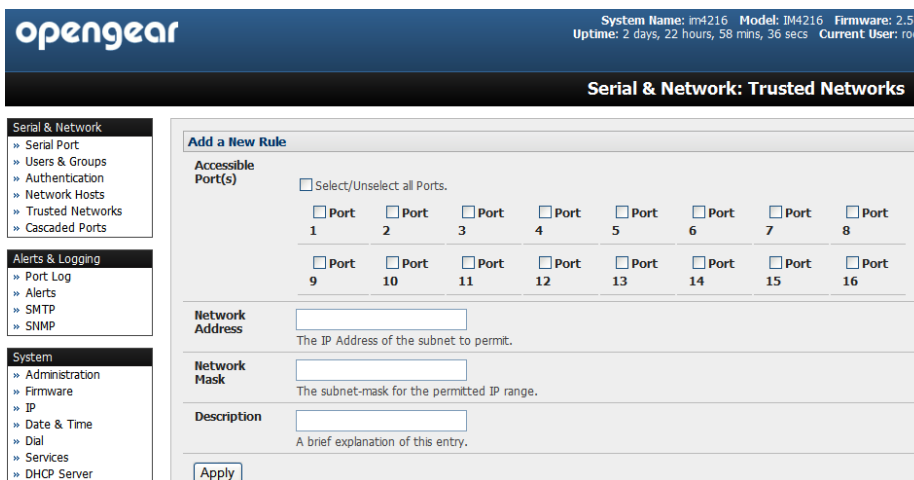 opengear
System Name: im4216 Model: IM4216 Firmware: 2.5
Uptime: 2 days, 22 hours, 58 mins, 36 secs Current User: ro
Serial & Network: Trusted Networks
Serial & Network
» Serial Port
» Users & Groups
» Authentication
» Network Hosts
» Trusted Networks
» Cascaded Ports
Alerts & Logging
» Port Log
» Alerts
» SMTP
» SNMP
System
» Administration
» Firmware
» IP
» Date & Time
» Dial
» Services
» DHCP Server
Add a New Rule
Accessible
Port(s)
Select/Unselect all Ports.
Port Port Port Port Port Port Port Port
1 2 3 4 5 6 7 8
Port Port Port Port Port Port Port Port
9 10 11 12 13 14 15 16
Network
Address
The IP Address of the subnet to permit.
Network
Mask
The subnet-mask for the permitted IP range.
Description
A brief explanation of this entry.
Apply